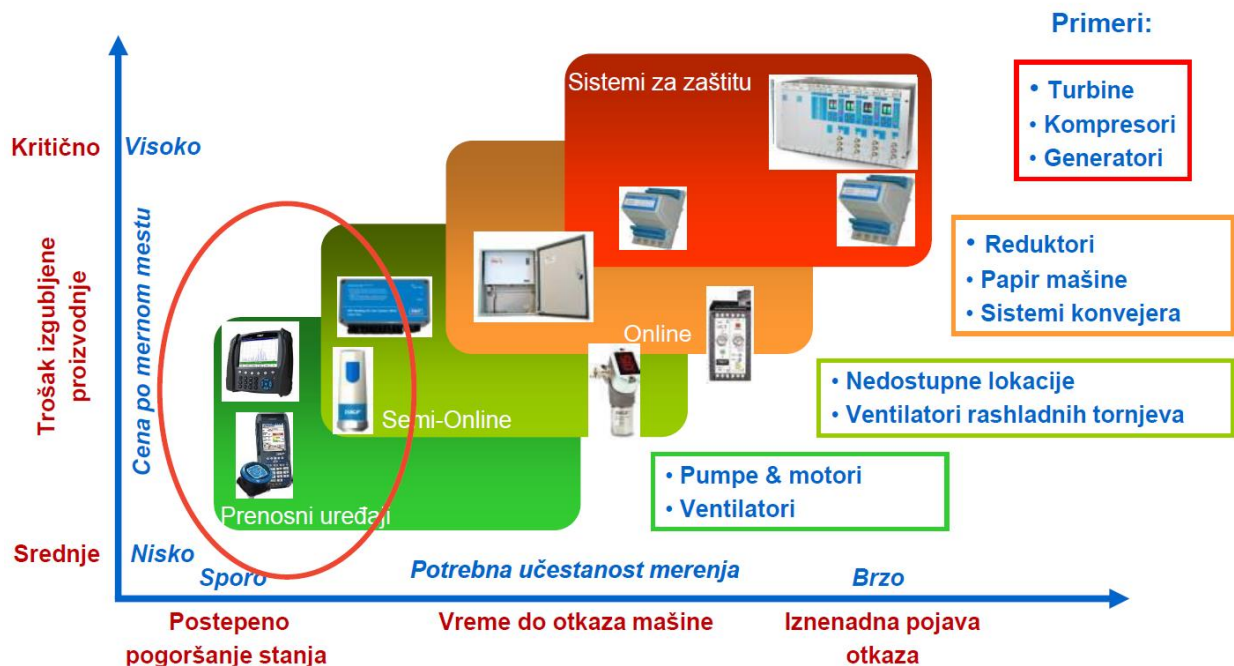 Primeri:
Sistemi za zaštitu
• Turbine
• Kompresori
• Generatori
Kritično
Visoko
• Reduktori
• Papir mašine
• Sistemi konvejera
Trošak izgubljene
proizvodnje
Cena po mernom mestu
Online
• Nedostupne lokacije
• Ventilatori rashladnih tornjeva
Semi-Online
• Pumpe & motori
• Ventilatori
Prenosni uređaji
Srednje
Nisko
Sporo
Potrebna učestanost merenja
Brzo
Postepeno
pogoršanje stanja
Vreme do otkaza mašine
Iznenadna pojava
otkaza